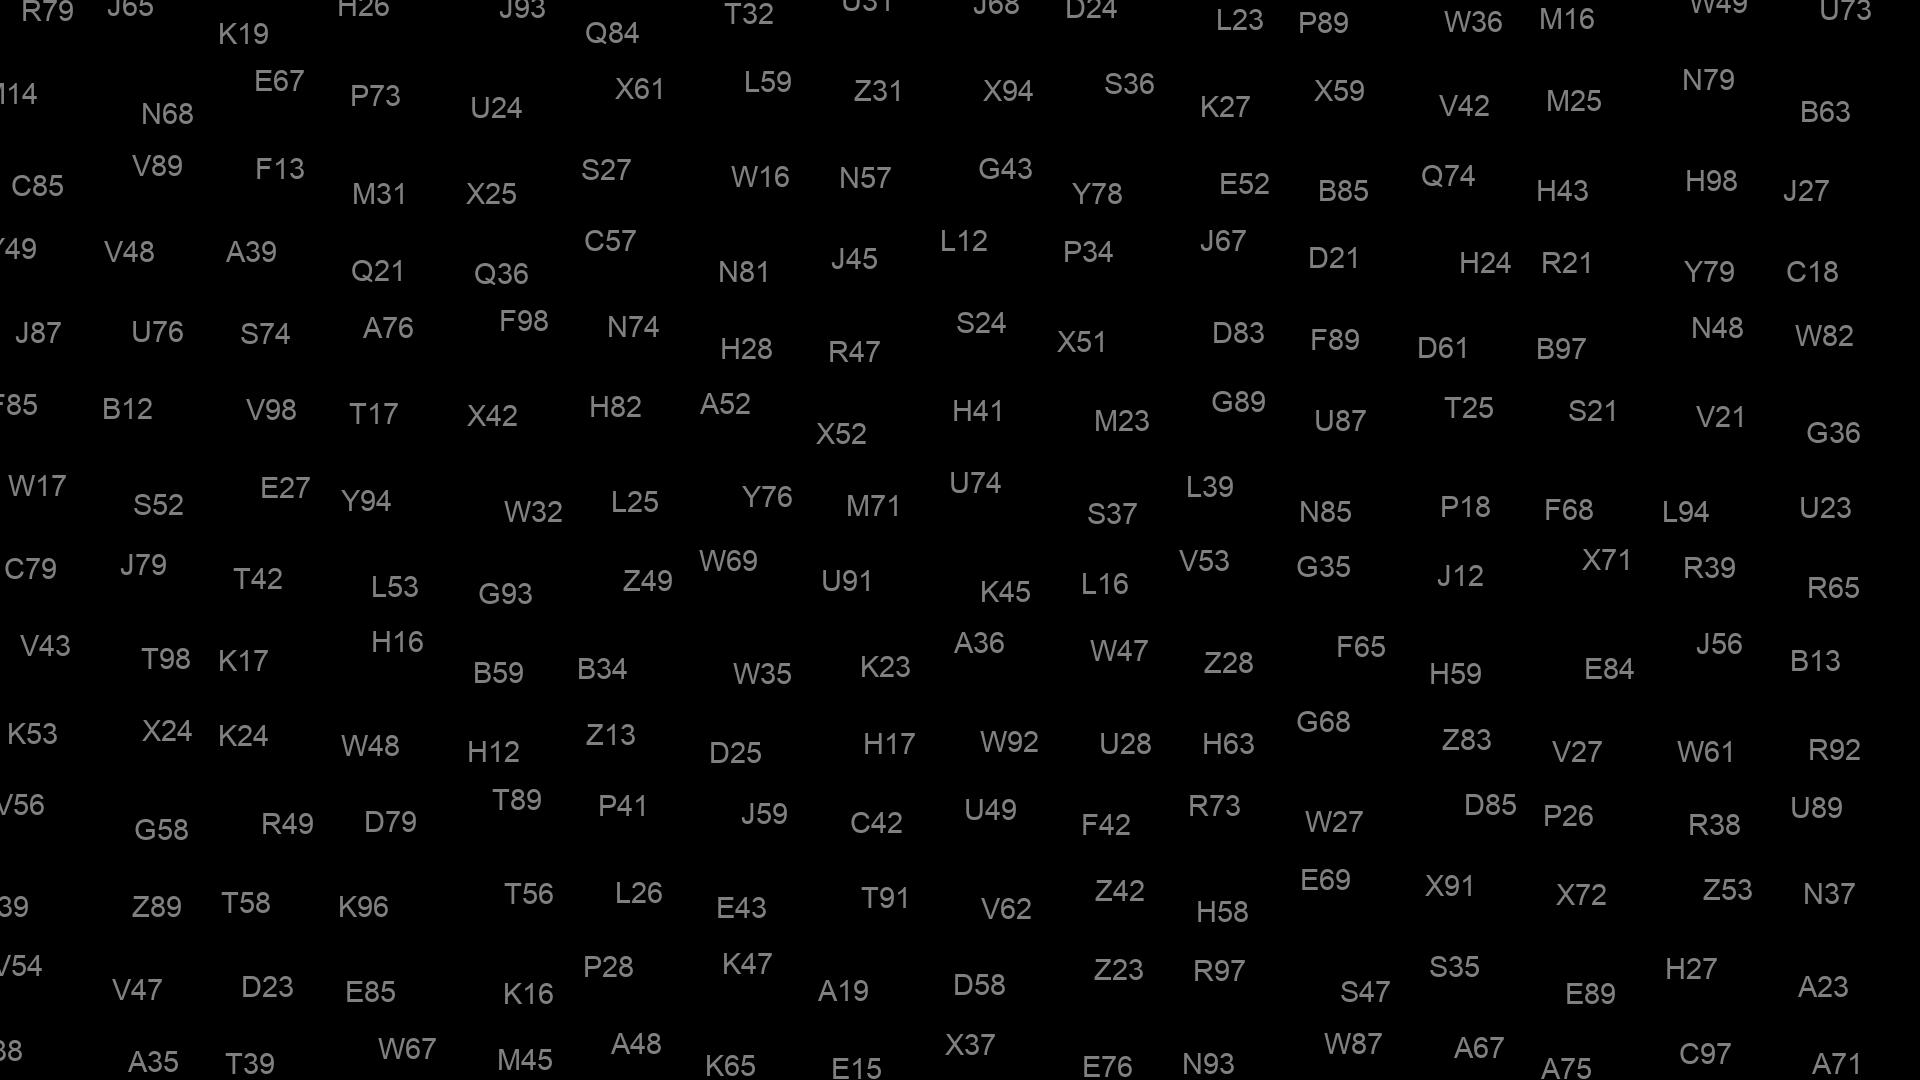 R79 J65 K19 H26 J93 Q84 T32 U31 J68 D24 L23 P89 W36 M16 W49 U73
N68 E67 P73 U24 X61 L59 Z31 X94 S36 K27 X59 V42 M25 N79 B63
C85 V89 F13 M31 X25 S27 W16 N57 G43 Y78 E52 B85 Q74 H43 H98 J27
V48 A39 Q21 Q36 C57 N81 J45 L12 P34 J67 D21 H24 R21 Y79 C18
J87 U76 S74 A76 F98 N74 H28 R47 S24 X51 D83 F89 D61 B97 N48 W82
F85 B12 V98 T17 X42 H82 A52 X52 H41 M23 G89 U87 T25 S21 V21 G36
W17 S52 E27 Y94 W32 L25 Y76 M71 U74 S37 L39 N85 P18 F68 L94 U23
C79 J79 T42 L53 G93 Z49 W69 U91 K45 L16 V53 G35 J12 X71 R39 R65
V43 T98 K17 H16 B59 B34 W35 K23 A36 W47 Z28 F65 H59 E84 J56 B13
K53 X24 K24 W48 H12 Z13 D25 H17 W92 U28 H63 G68 Z83 V27 W61 R92
V56 G58 R49 D79 T89 P41 J59 C42 U49 F42 R73 W27 D85 P26 R38 U89
39 Z89 T58 K96 T56 L26 E43 T91 V62 Z42 H58 E69 X91 X72 Z53 N37
V54 V47 D23 E85 K16 P28 K47 A19 D58 Z23 R97 S47 S35 E89 H27 A23
A35 T39 W67 M45 A48 K65 E15 X37 E76 N93 W87 A67 A75 C97 A71